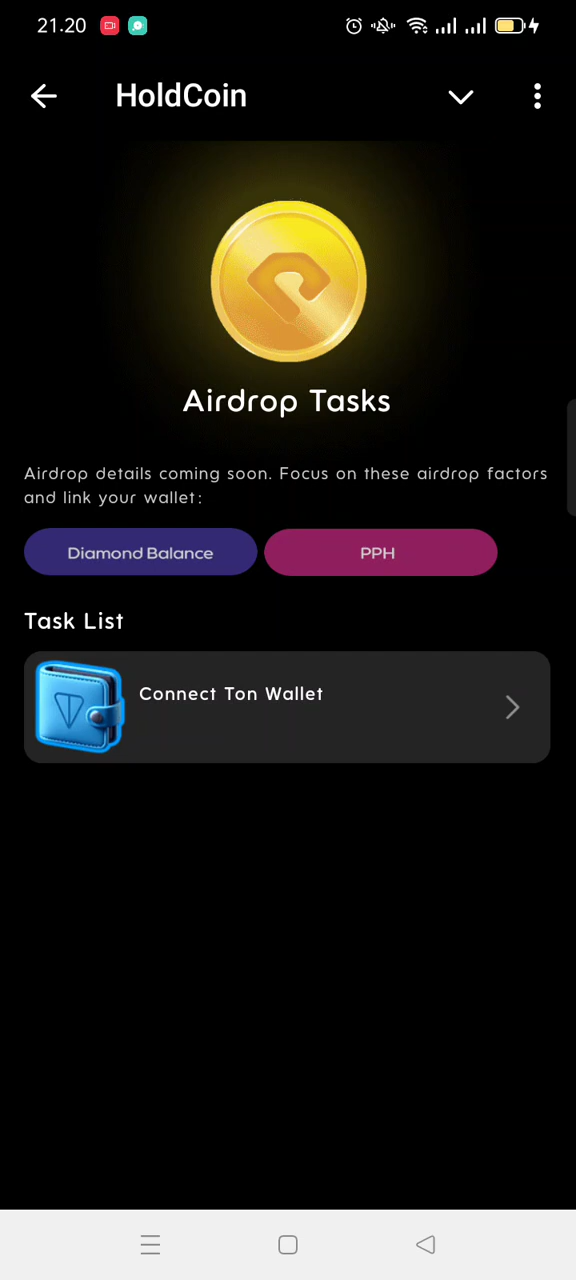 21.20
HoldCoin
Airdrop Tasks
Airdrop details coming soon. Focus on these airdrop factors
and link your wallet:
Diamond Balance
PPH
Task List
Connect Ton Wallet